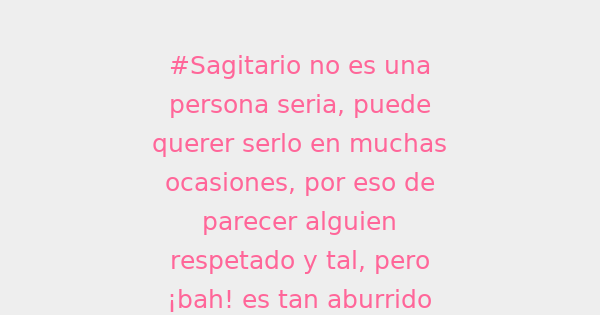 #Sagitario no es una
persona seria, puede
querer serlo en muchas
ocasiones, por eso de
parecer alguien
respetado y tal, pero
¡bah! es tan aburrido